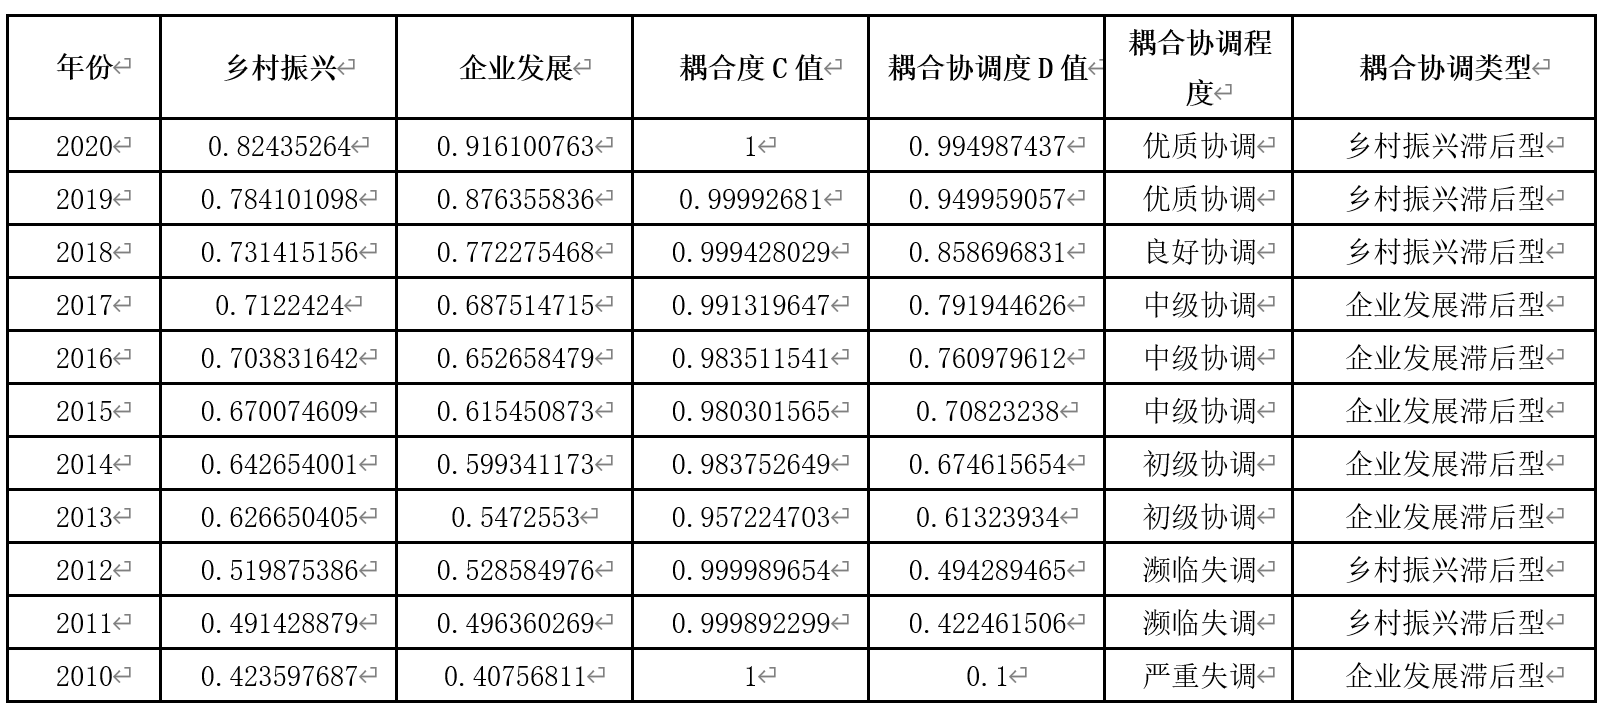 年份 乡村振兴 企业发展 耦合度 C 值 耦合协调度 D 值 耦合协调程度 耦合协调类型
2020 0.82435264 0.916100763 1 0.994987437 优质协调 乡村振兴滞后型
2019 0.784101098 0.876355836 0.99992681 0.949959057 优质协调 乡村振兴滞后型
2018 0.731415156 0.772275468 0.999428029 0.858696831 良好协调 乡村振兴滞后型
2017 0.7122424 0.687514715 0.991319647 0.791944626 中级协调 企业发展滞后型
2016 0.703831642 0.652658479 0.983511541 0.760979612 中级协调 企业发展滞后型
2015 0.670074609 0.615450873 0.980301565 0.70823238 中级协调 企业发展滞后型
2014 0.642654001 0.599341173 0.983752649 0.674615654 初级协调 企业发展滞后型
2013 0.626650405 0.5472553 0.957224703 0.61323934 初级协调 企业发展滞后型
2012 0.519875386 0.528584976 0.999989654 0.494289465 濒临失调 乡村振兴滞后型
2011 0.491428879 0.496360269 0.999892299 0.422461506 濒临失调 乡村振兴滞后型
2010 0.423597687 0.40756811 1 0.1 严重失调 企业发展滞后型